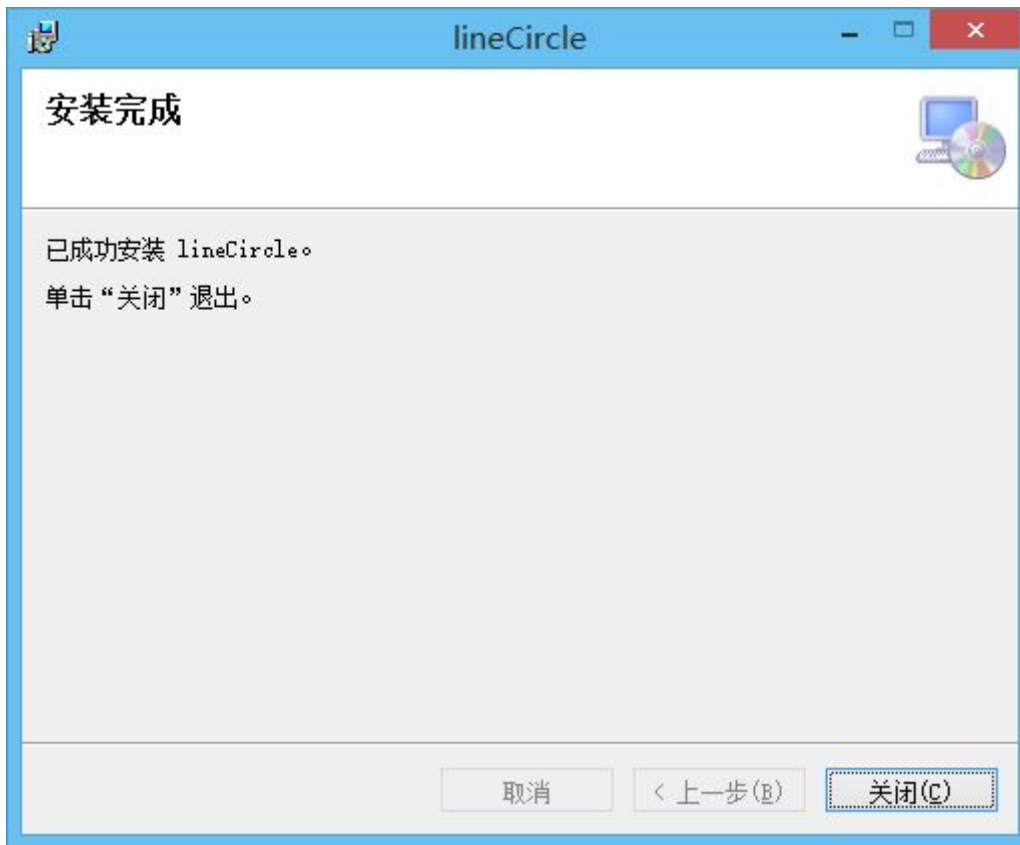 lineCircle
安装完成
已成功安装 lineCircle。
单击“关闭”退出。
取消
< 上一步(B)
关闭(C)